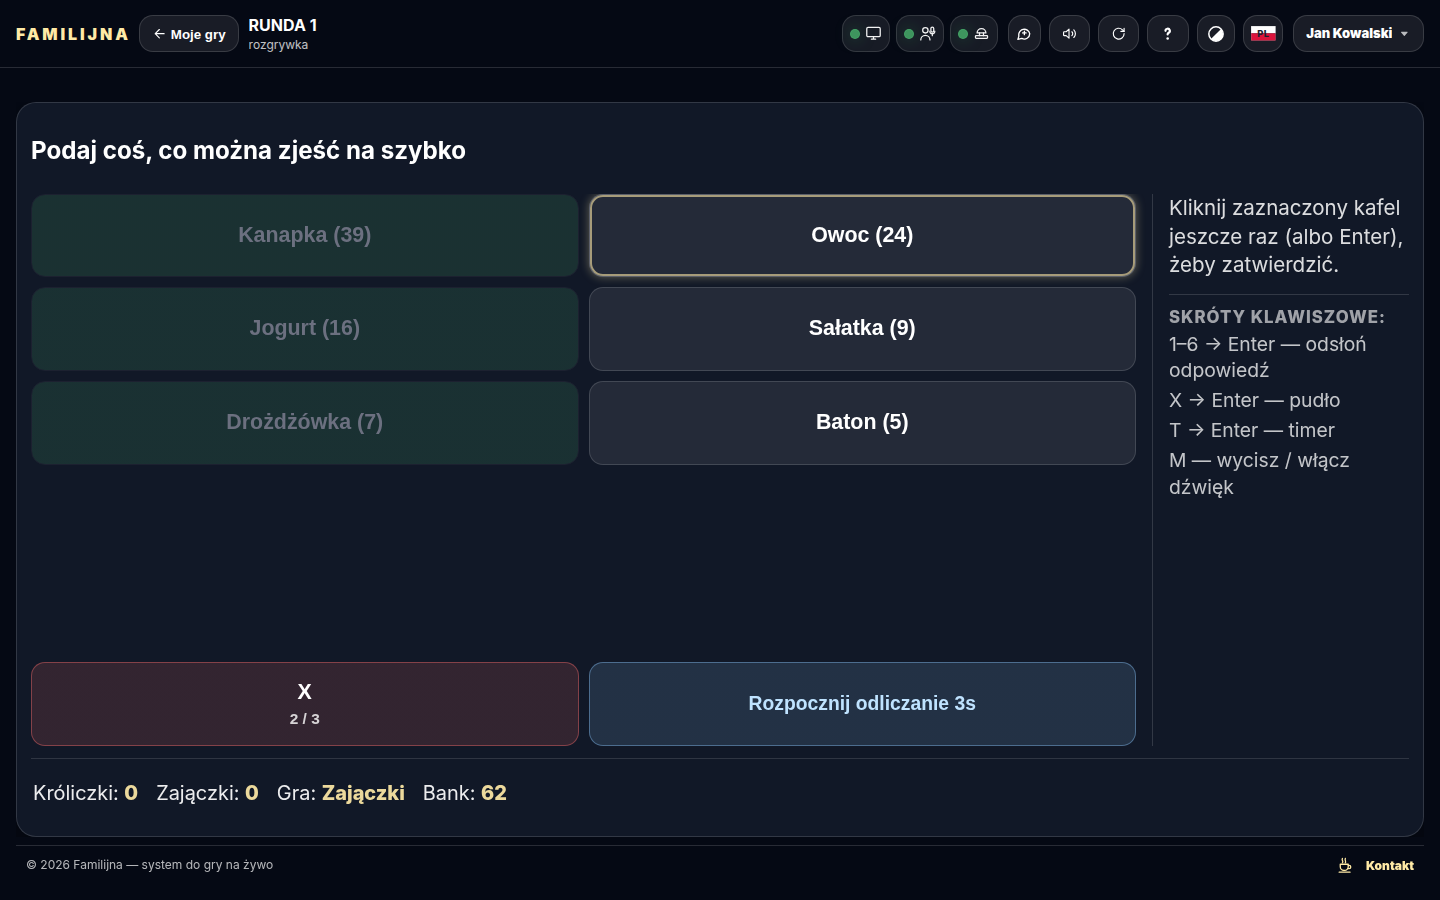 FAMILIJNA
← Moje gry
RUNDA 1
rozgrywka
?
PL
Jan Kowalski
Podaj coś, co można zjeść na szybko
Kanapka (39)
Owoc (24)
Jogurt (16)
Sałatka (9)
Drożdżówka (7)
Baton (5)
X
2 / 3
Rozpocznij odliczanie 3s
Kliknij zaznaczony kafel
jeszcze raz (albo Enter),
żeby zatwierdzić.
SKRÓTY KLAWISZOWE:
1–6 → Enter — odsłoń
odpowiedź
X → Enter — pudło
T → Enter — timer
M — wycisz / włącz
dźwięk
Króliczki: 0 Zajączki: 0 Gra: Zajączki Bank: 62
© 2026 Familijna — system do gry na żywo
Kontakt